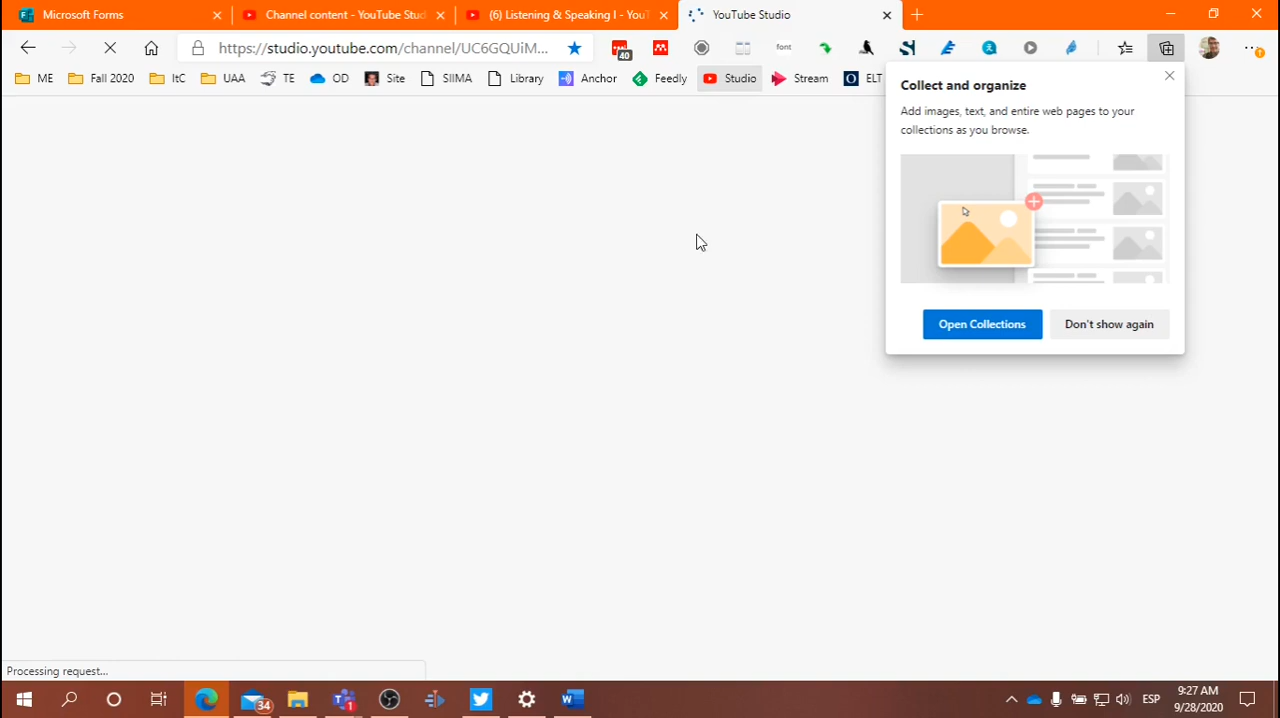 Microsoft Forms
Channel content - YouTube Stud
(6) Listening & Speaking I - YouT
YouTube Studio
https://studio.youtube.com/channel/UC6GQUiM...
40
font
ME
Fall 2020
ItC
UAA
TE
OD
Site
SIIMA
Library
Anchor
Feedly
Studio
Stream
ELT
Collect and organize
Add images, text, and entire web pages to your
collections as you browse.
Open Collections
Don't show again
Processing request...
34
1
ESP
9:27 AM
9/28/2020